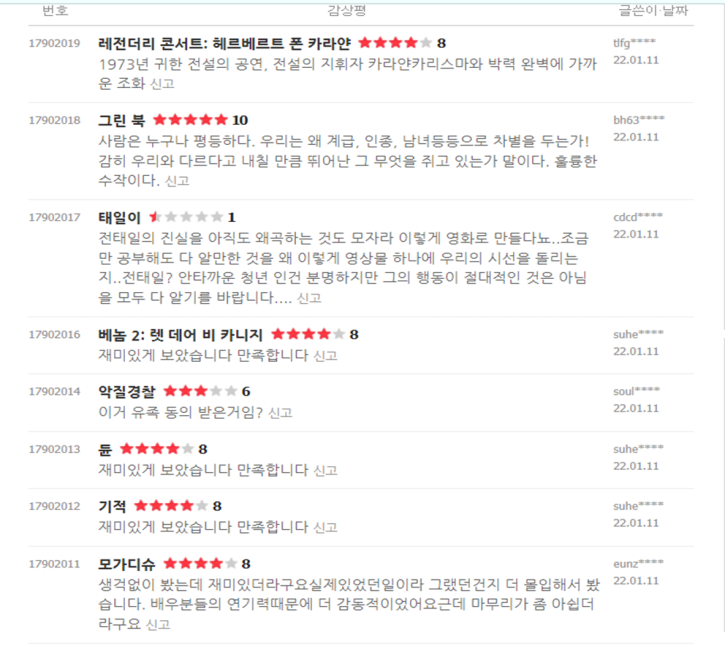 번호 감상평 글쓴이·날짜
17902019 레전더리 콘서트: 헤르베르트 폰 카라얀 8 tlfg****
1973년 귀한 전설의 공연, 전설의 지휘자 카라얀카리스마와 박력 완벽에 가까 22.01.11
운 조화 신고
17902018 그린 북 10 bh63****
사람은 누구나 평등하다. 우리는 왜 계급, 인종, 남녀등등으로 차별을 두는가! 22.01.11
감히 우리와 다르다고 내칠 만큼 뛰어난 그 무엇을 쥐고 있는가 말이다. 훌륭한
수작이다. 신고
17902017 태일이 1 cdcd****
전태일의 진실을 아직도 왜곡하는 것도 모자라 이렇게 영화로 만들다뇨..조금 22.01.11
만 공부해도 다 알만한 것을 왜 이렇게 영상물 하나에 우리의 시선을 돌리는
지..전태일? 안타까운 청년 인건 분명하지만 그의 행동이 절대적인 것은 아님
을 모두 다 알기를 바랍니다.... 신고
17902016 베놈 2: 렛 데어 비 카니지 8 suhe****
재미있게 보았습니다 만족합니다 신고 22.01.11
17902014 악질경찰 6 soul****
이거 유족 동의 받은거임? 신고 22.01.11
17902013 듄 8 suhe****
재미있게 보았습니다 만족합니다 신고 22.01.11
17902012 기적 8 suhe****
재미있게 보았습니다 만족합니다 신고 22.01.11
17902011 모가디슈 8 eunz****
생걱없이 봤는데 재미있더라구요실제있었던일이라 그랬던건지 더 몰입해서 봤 22.01.11
습니다. 배우분들의 연기력때문에 더 감동적이었어요근데 마무리가 좀 아쉽더
라구요 신고